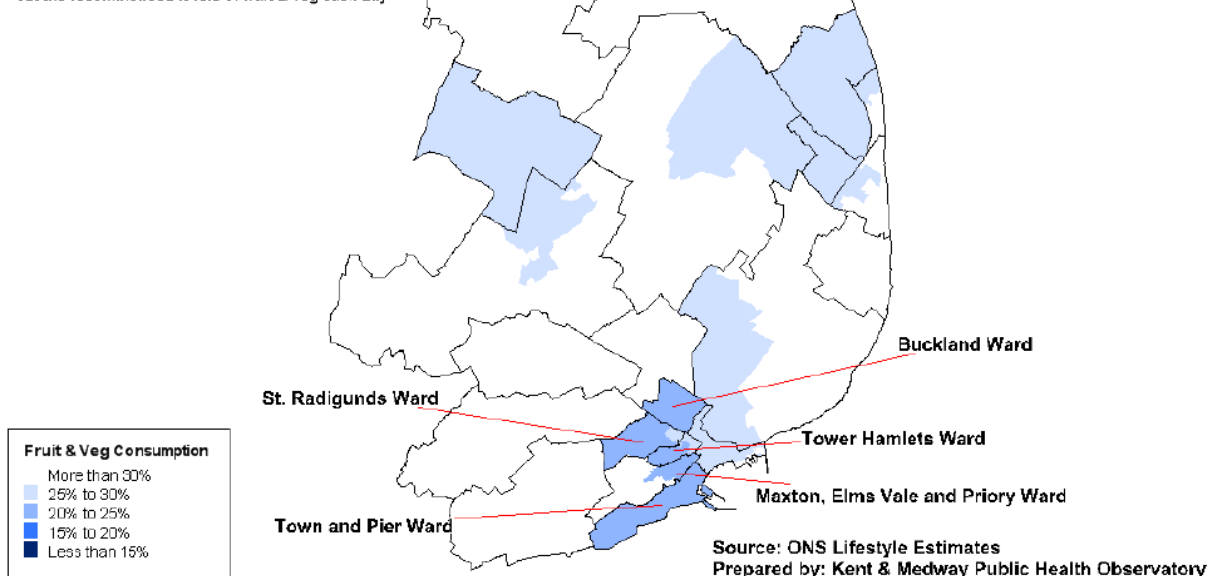 Buckland Ward
St. Radigunds Ward
Tower Hamlets Ward
Maxton, Elms Vale and Priory Ward
Town and Pier Ward
Fruit & Veg Consumption
More than 30%
25% to 30%
20% to 25%
15% to 20%
Less than 15%
Source: ONS Lifestyle Estimates
Prepared by: Kent & Medway Public Health Observatory